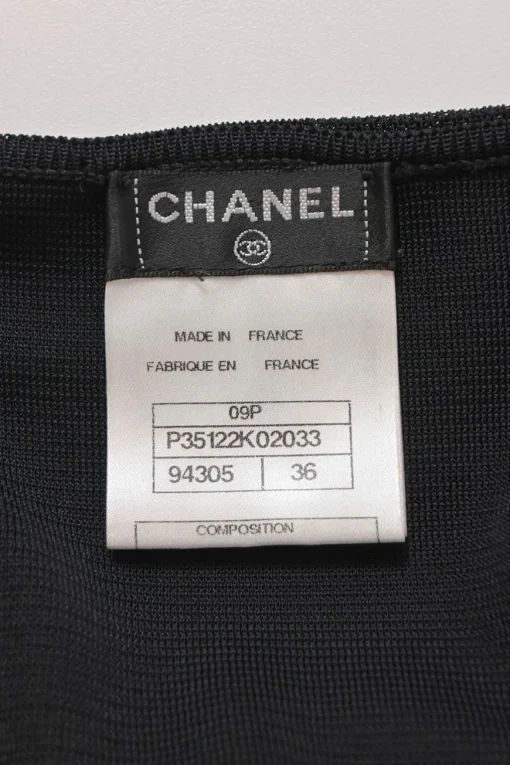 CHANEL
MADE IN FRANCE
FABRIQUE EN FRANCE
09P
P35122K02033
94305 36
COMPOSITION